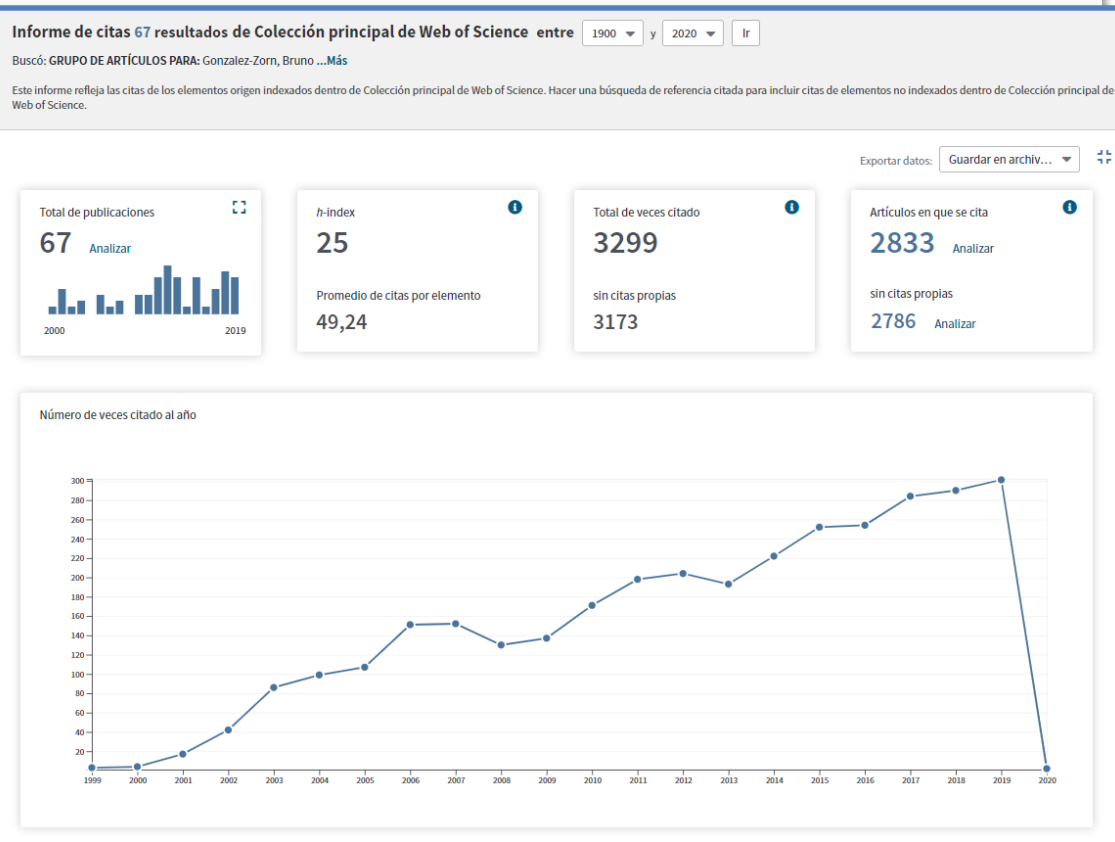 Informe de citas 67 resultados de Colección principal de Web of Science entre 1900 y 2020 Ir
Buscó: GRUPO DE ARTÍCULOS PARA: Gonzalez-Zorn, Bruno ...Más
Este informe refleja las citas de los elementos origen indexados dentro de Colección principal de Web of Science. Hacer una búsqueda de referencia citada para incluir citas de elementos no indexados dentro de Colección principal de
Web of Science.
Exportar datos: Guardar en archiv...
Total de publicaciones
67 Analizar
2000 2019
h-index
25
Promedio de citas por elemento
49,24
Total de veces citado
3299
sin citas propias
3173
Artículos en que se cita
2833 Analizar
sin citas propias
2786 Analizar
Número de veces citado al año
300
280
260
240
220
200
180
160
140
120
100
80
60
40
20
1999 2000 2001 2002 2003 2004 2005 2006 2007 2008 2009 2010 2011 2012 2013 2014 2015 2016 2017 2018 2019 2020